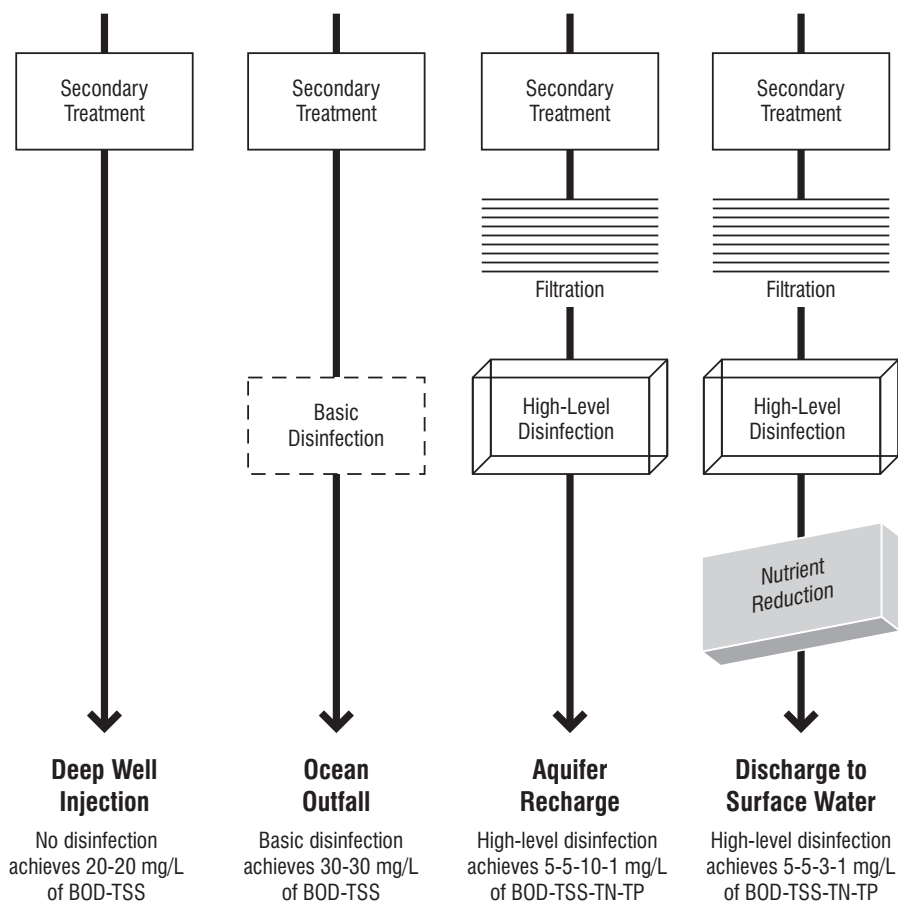 Secondary
Treatment
Deep Well
Injection
No disinfection
achieves 20-20 mg/L
of BOD-TSS
Secondary
Treatment
Basic
Disinfection
Ocean
Outfall
Basic disinfection
achieves 30-30 mg/L
of BOD-TSS
Secondary
Treatment
Filtration
High-Level
Disinfection
Aquifer
Recharge
High-level disinfection
achieves 5-5-10-1 mg/L
of BOD-TSS-TN-TP
Secondary
Treatment
Filtration
High-Level
Disinfection
Nutrient
Reduction
Discharge to
Surface Water
High-level disinfection
achieves 5-5-3-1 mg/L
of BOD-TSS-TN-TP